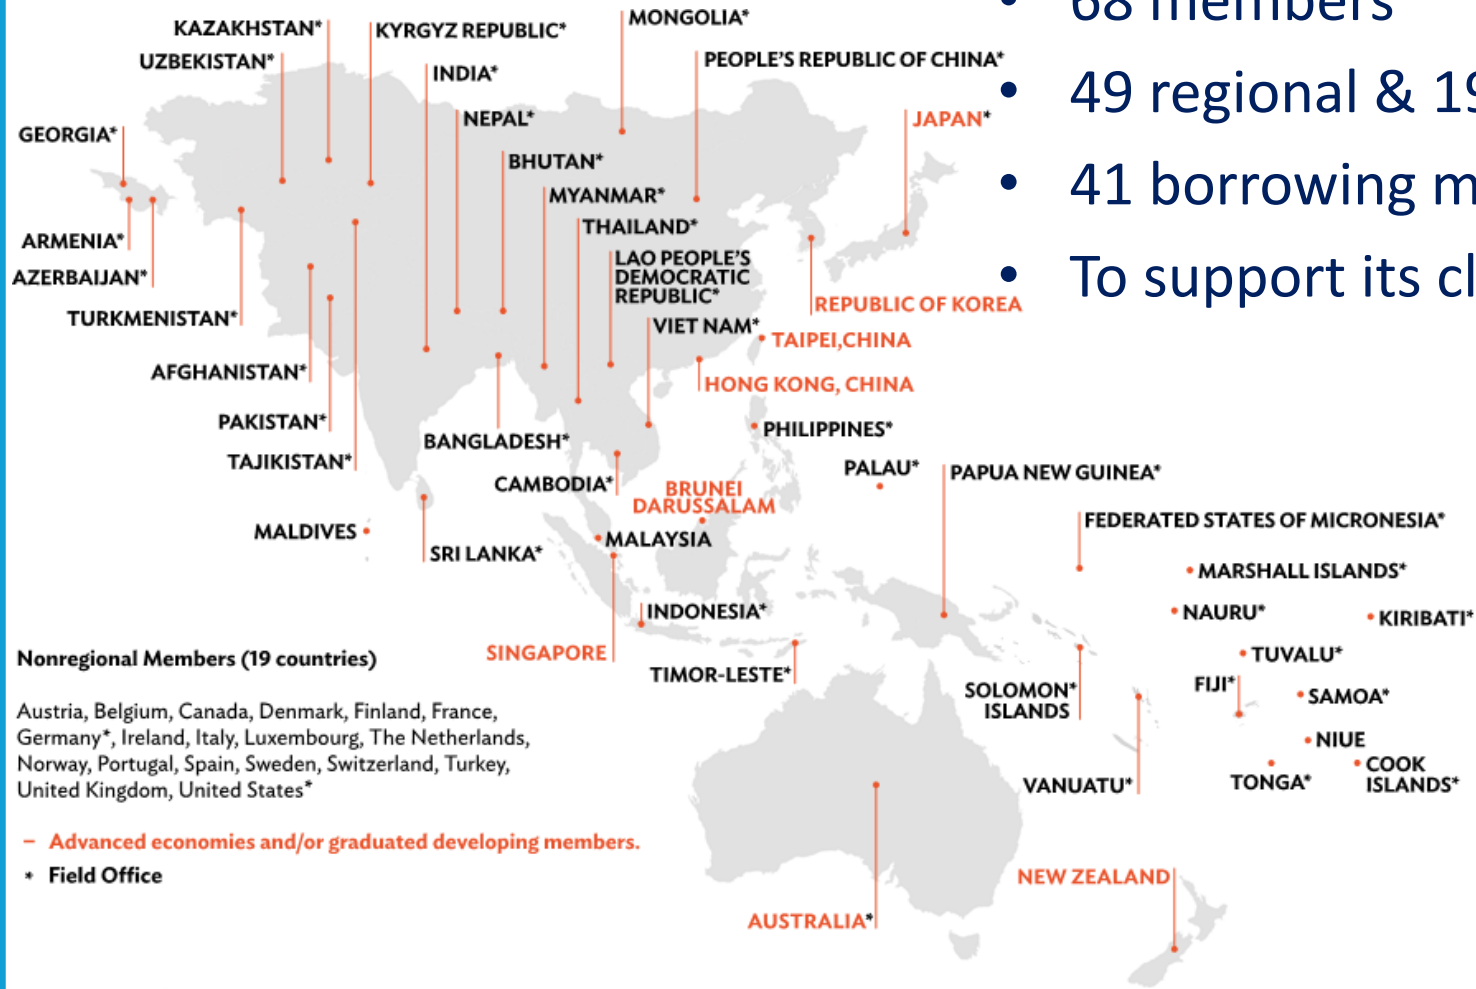 KAZAKHSTAN*
KYRGYZ REPUBLIC*
MONGOLIA*
• 68 members
UZBEKISTAN*
INDIA*
PEOPLE'S REPUBLIC OF CHINA*
• 49 regional & 19
GEORGIA*
NEPAL*
JAPAN*
BHUTAN*
• 41 borrowing m
MYANMAR*
THAILAND*
ARMENIA*
LAO PEOPLE'S
DEMOCRATIC
REPUBLIC*
AZERBAIJAN*
• To support its cl
REPUBLIC OF KOREA
TURKMENISTAN*
VIET NAM*
TAIPEI,CHINA
AFGHANISTAN*
HONG KONG, CHINA
PAKISTAN*
BANGLADESH*
PHILIPPINES*
TAJIKISTAN*
PALAU*
PAPUA NEW GUINEA*
CAMBODIA*
BRUNEI
DARUSSALAM
FEDERATED STATES OF MICRONESIA*
MALDIVES
MALAYSIA
SRI LANKA*
MARSHALL ISLANDS*
INDONESIA*
NAURU*
KIRIBATI*
SINGAPORE
TUVALU*
TIMOR-LESTE*
FIJI*
SOLOMON*
ISLANDS
SAMOA*
NIUE
VANUATU*
TONGA*
COOK
ISLANDS*
Nonregional Members (19 countries)
Austria, Belgium, Canada, Denmark, Finland, France,
Germany*, Ireland, Italy, Luxembourg, The Netherlands,
Norway, Portugal, Spain, Sweden, Switzerland, Turkey,
United Kingdom, United States*
– Advanced economies and/or graduated developing members.
* Field Office
NEW ZEALAND
AUSTRALIA*